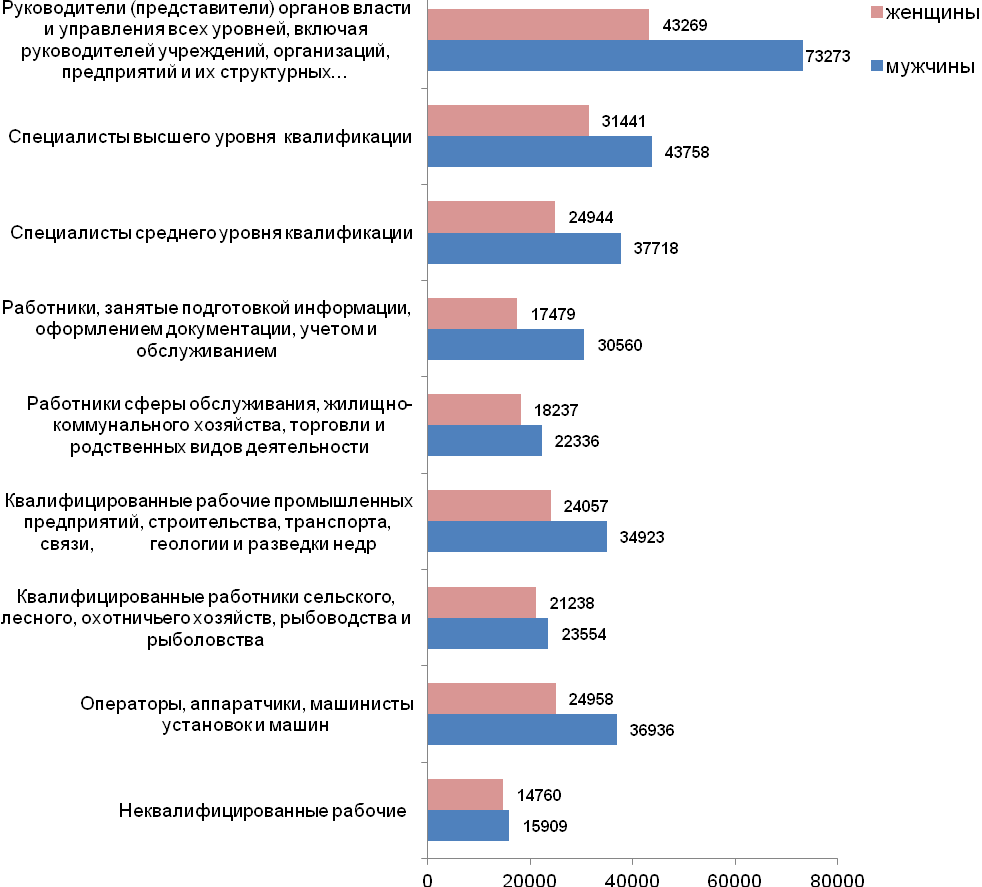 Руководители (представители) органов власти
и управления всех уровней, включая
руководителей учреждений, организаций,
предприятий и их структурных…
43269
73273
женщины
мужчины
Специалисты высшего уровня квалификации
31441
43758
Специалисты среднего уровня квалификации
24944
37718
Работники, занятые подготовкой информации,
оформлением документации, учетом и
обслуживанием
17479
30560
Работники сферы обслуживания, жилищно-
коммунального хозяйства, торговли и
родственных видов деятельности
18237
22336
Квалифицированные рабочие промышленных
предприятий, строительства, транспорта,
связи, геологии и разведки недр
24057
34923
Квалифицированные работники сельского,
лесного, охотничьего хозяйств, рыбоводства и
рыболовства
21238
23554
Операторы, аппаратчики, машинисты
установок и машин
24958
36936
Неквалифицированные рабочие
14760
15909
0 20000 40000 60000 80000